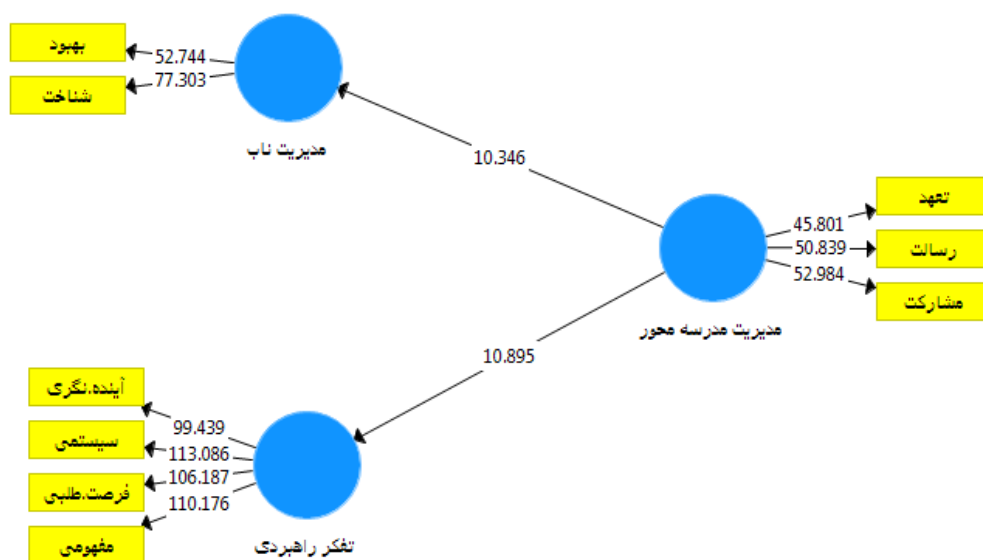 بهبود
52.744
77.303
شناخت
مدیریت ناب
10.346
تعهد
45.801
رسالت
50.839
52.984
مشارکت
مدیریت مدرسه محور
10.895
آینده.نگری
99.439
سیستمی
113.086
106.187
فرصت.طلبی
110.176
مفهومی
تفکر راهبردی